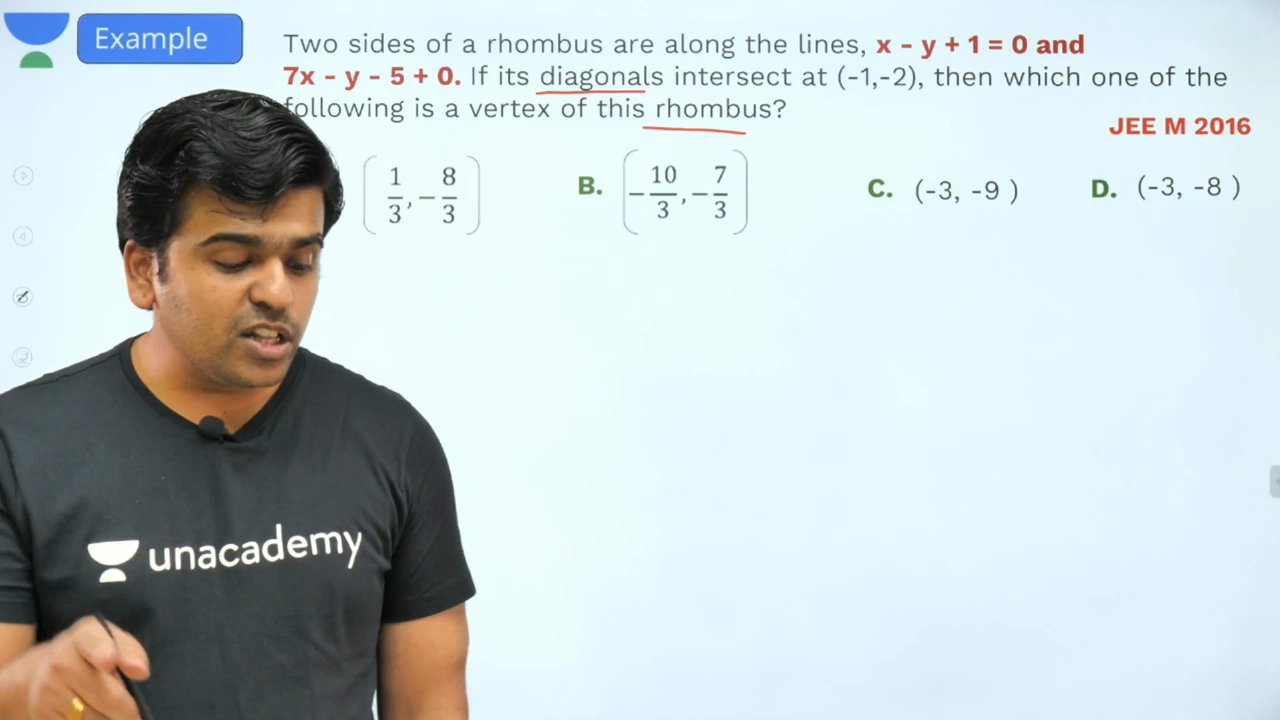 Example
Two sides of a rhombus are along the lines, x - y + 1 = 0 and
7x - y - 5 + 0. If its diagonals intersect at (-1,-2), then which one of the
following is a vertex of this rhombus?
JEE M 2016
(1/3, -8/3)
B. (-10/3, -7/3)
C. (-3, -9 )
D. (-3, -8 )
unacademy